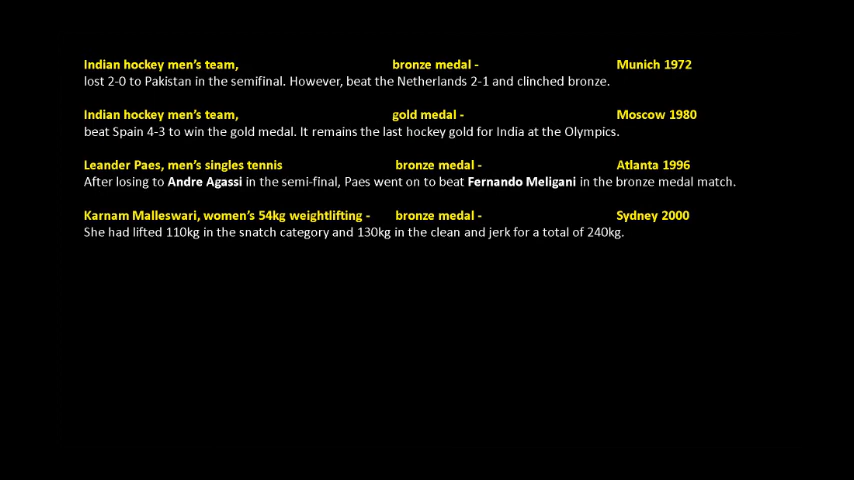 Indian hockey men's team, bronze medal - Munich 1972
lost 2-0 to Pakistan in the semifinal. However, beat the Netherlands 2-1 and clinched bronze.
Indian hockey men's team, gold medal - Moscow 1980
beat Spain 4-3 to win the gold medal. It remains the last hockey gold for India at the Olympics.
Leander Paes, men's singles tennis bronze medal - Atlanta 1996
After losing to Andre Agassi in the semi-final, Paes went on to beat Fernando Meligani in the bronze medal match.
Karnam Malleswari, women's 54kg weightlifting - bronze medal - Sydney 2000
She had lifted 110kg in the snatch category and 130kg in the clean and jerk for a total of 240kg.